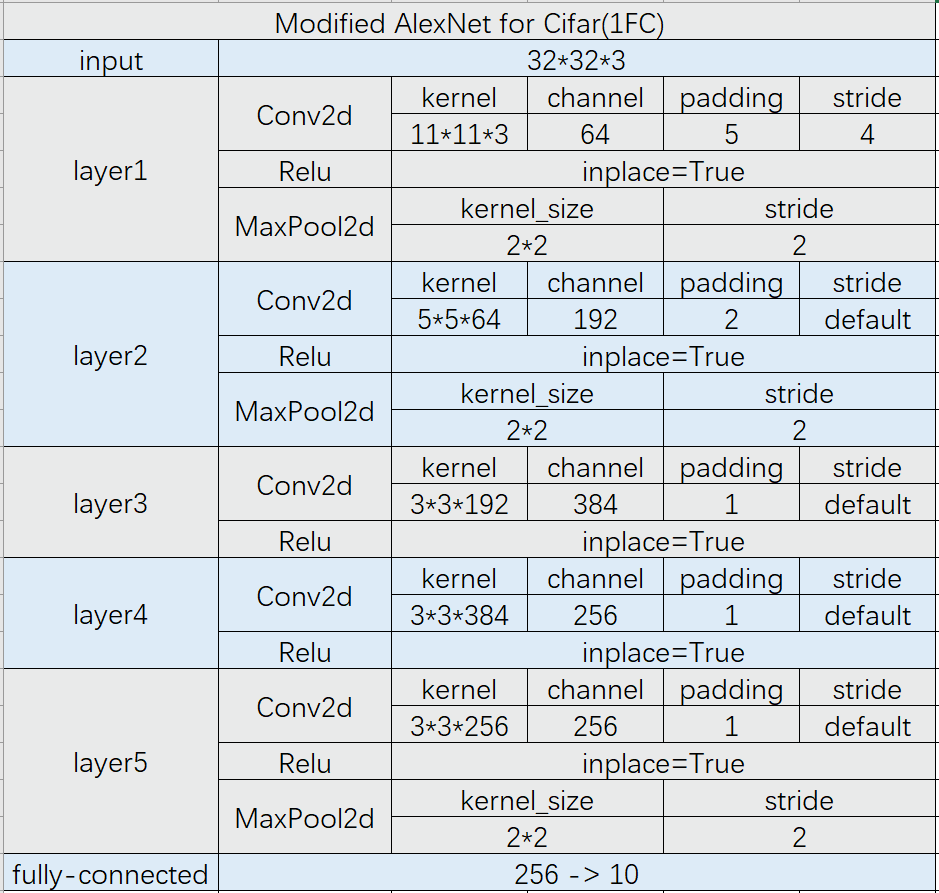 Modified AlexNet for Cifar(1FC)
input 32*32*3
layer1 Conv2d kernel channel padding stride
11*11*3 64 5 4
Relu inplace=True
MaxPool2d kernel_size stride
2*2 2
layer2 Conv2d kernel channel padding stride
5*5*64 192 2 default
Relu inplace=True
MaxPool2d kernel_size stride
2*2 2
layer3 Conv2d kernel channel padding stride
3*3*192 384 1 default
Relu inplace=True
layer4 Conv2d kernel channel padding stride
3*3*384 256 1 default
Relu inplace=True
layer5 Conv2d kernel channel padding stride
3*3*256 256 1 default
Relu inplace=True
MaxPool2d kernel_size stride
2*2 2
fully-connected 256 -> 10